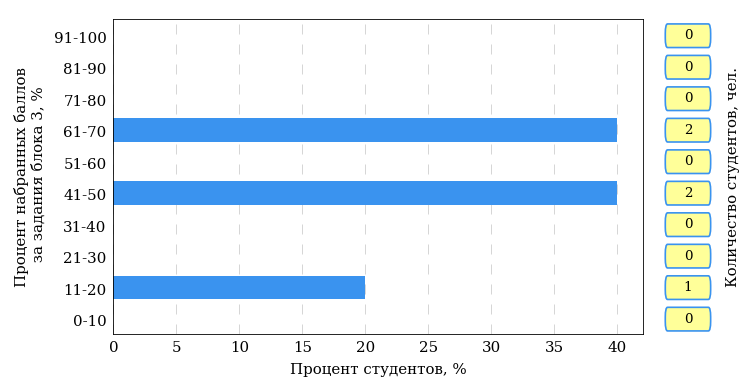 Процент набранных баллов
за задания блока 3, %
91-100 0
81-90 0
71-80 0
61-70 2
51-60 0
41-50 2
31-40 0
21-30 0
11-20 1
0-10 0
0 5 10 15 20 25 30 35 40
Процент студентов, %
Количество студентов, чел.